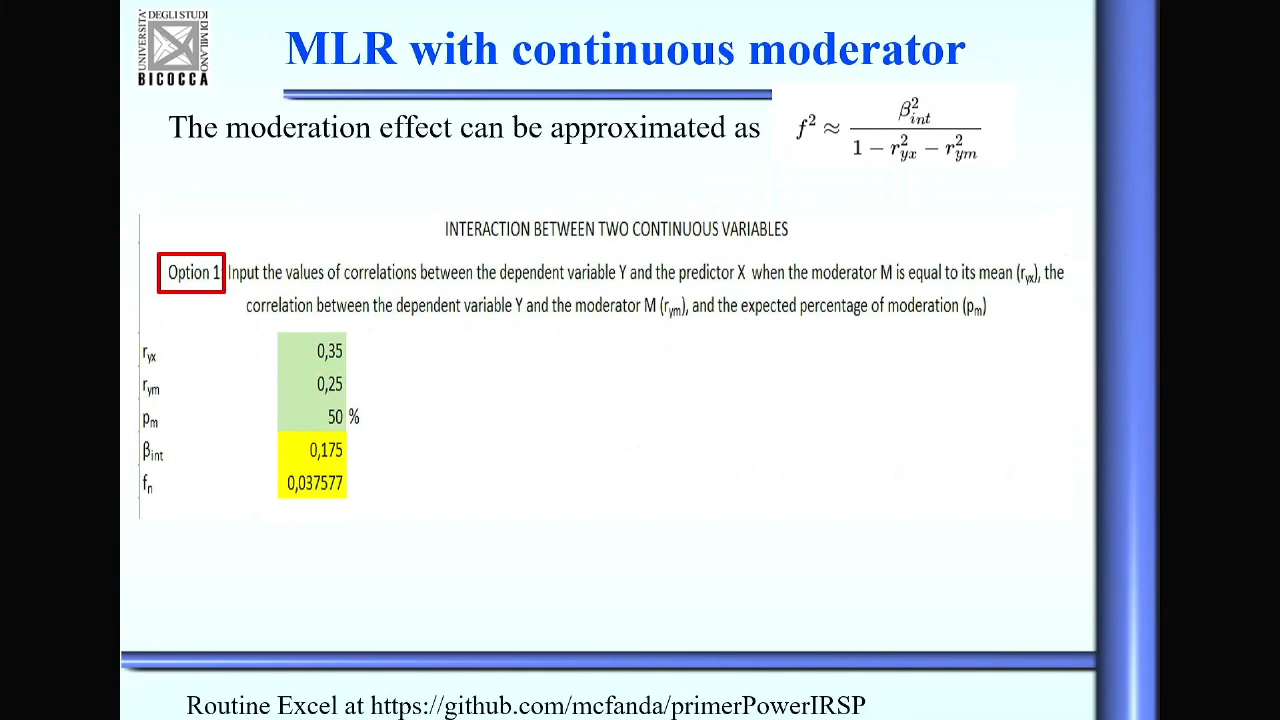 UNIVERSITA'
DEGLI STUDI
DI MILANO
BICOCCA
MLR with continuous moderator
The moderation effect can be approximated as f² ≈ β²int / (1 − r²yx − r²ym)
INTERACTION BETWEEN TWO CONTINUOUS VARIABLES
Option 1: Input the values of correlations between the dependent variable Y and the predictor X when the moderator M is equal to its mean (ryx), the
correlation between the dependent variable Y and the moderator M (rym), and the expected percentage of moderation (pm)
ryx 0,35
rym 0,25
pm 50 %
βint 0,175
fn 0,037577
Routine Excel at https://github.com/mcfanda/primerPowerIRSP